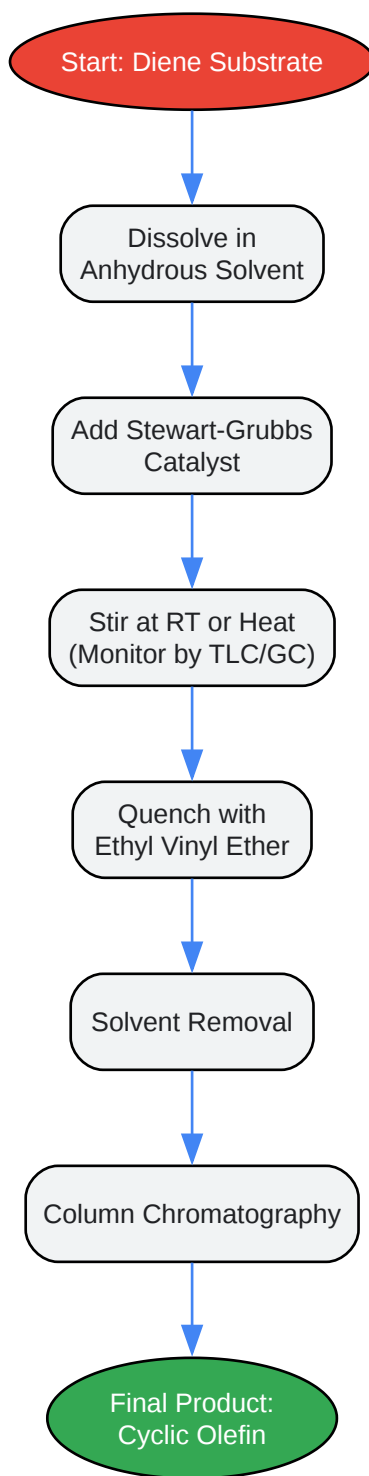 Start: Diene Substrate
Dissolve in
Anhydrous Solvent
Add Stewart-Grubbs
Catalyst
Stir at RT or Heat
(Monitor by TLC/GC)
Quench with
Ethyl Vinyl Ether
Solvent Removal
Column Chromatography
Final Product:
Cyclic Olefin